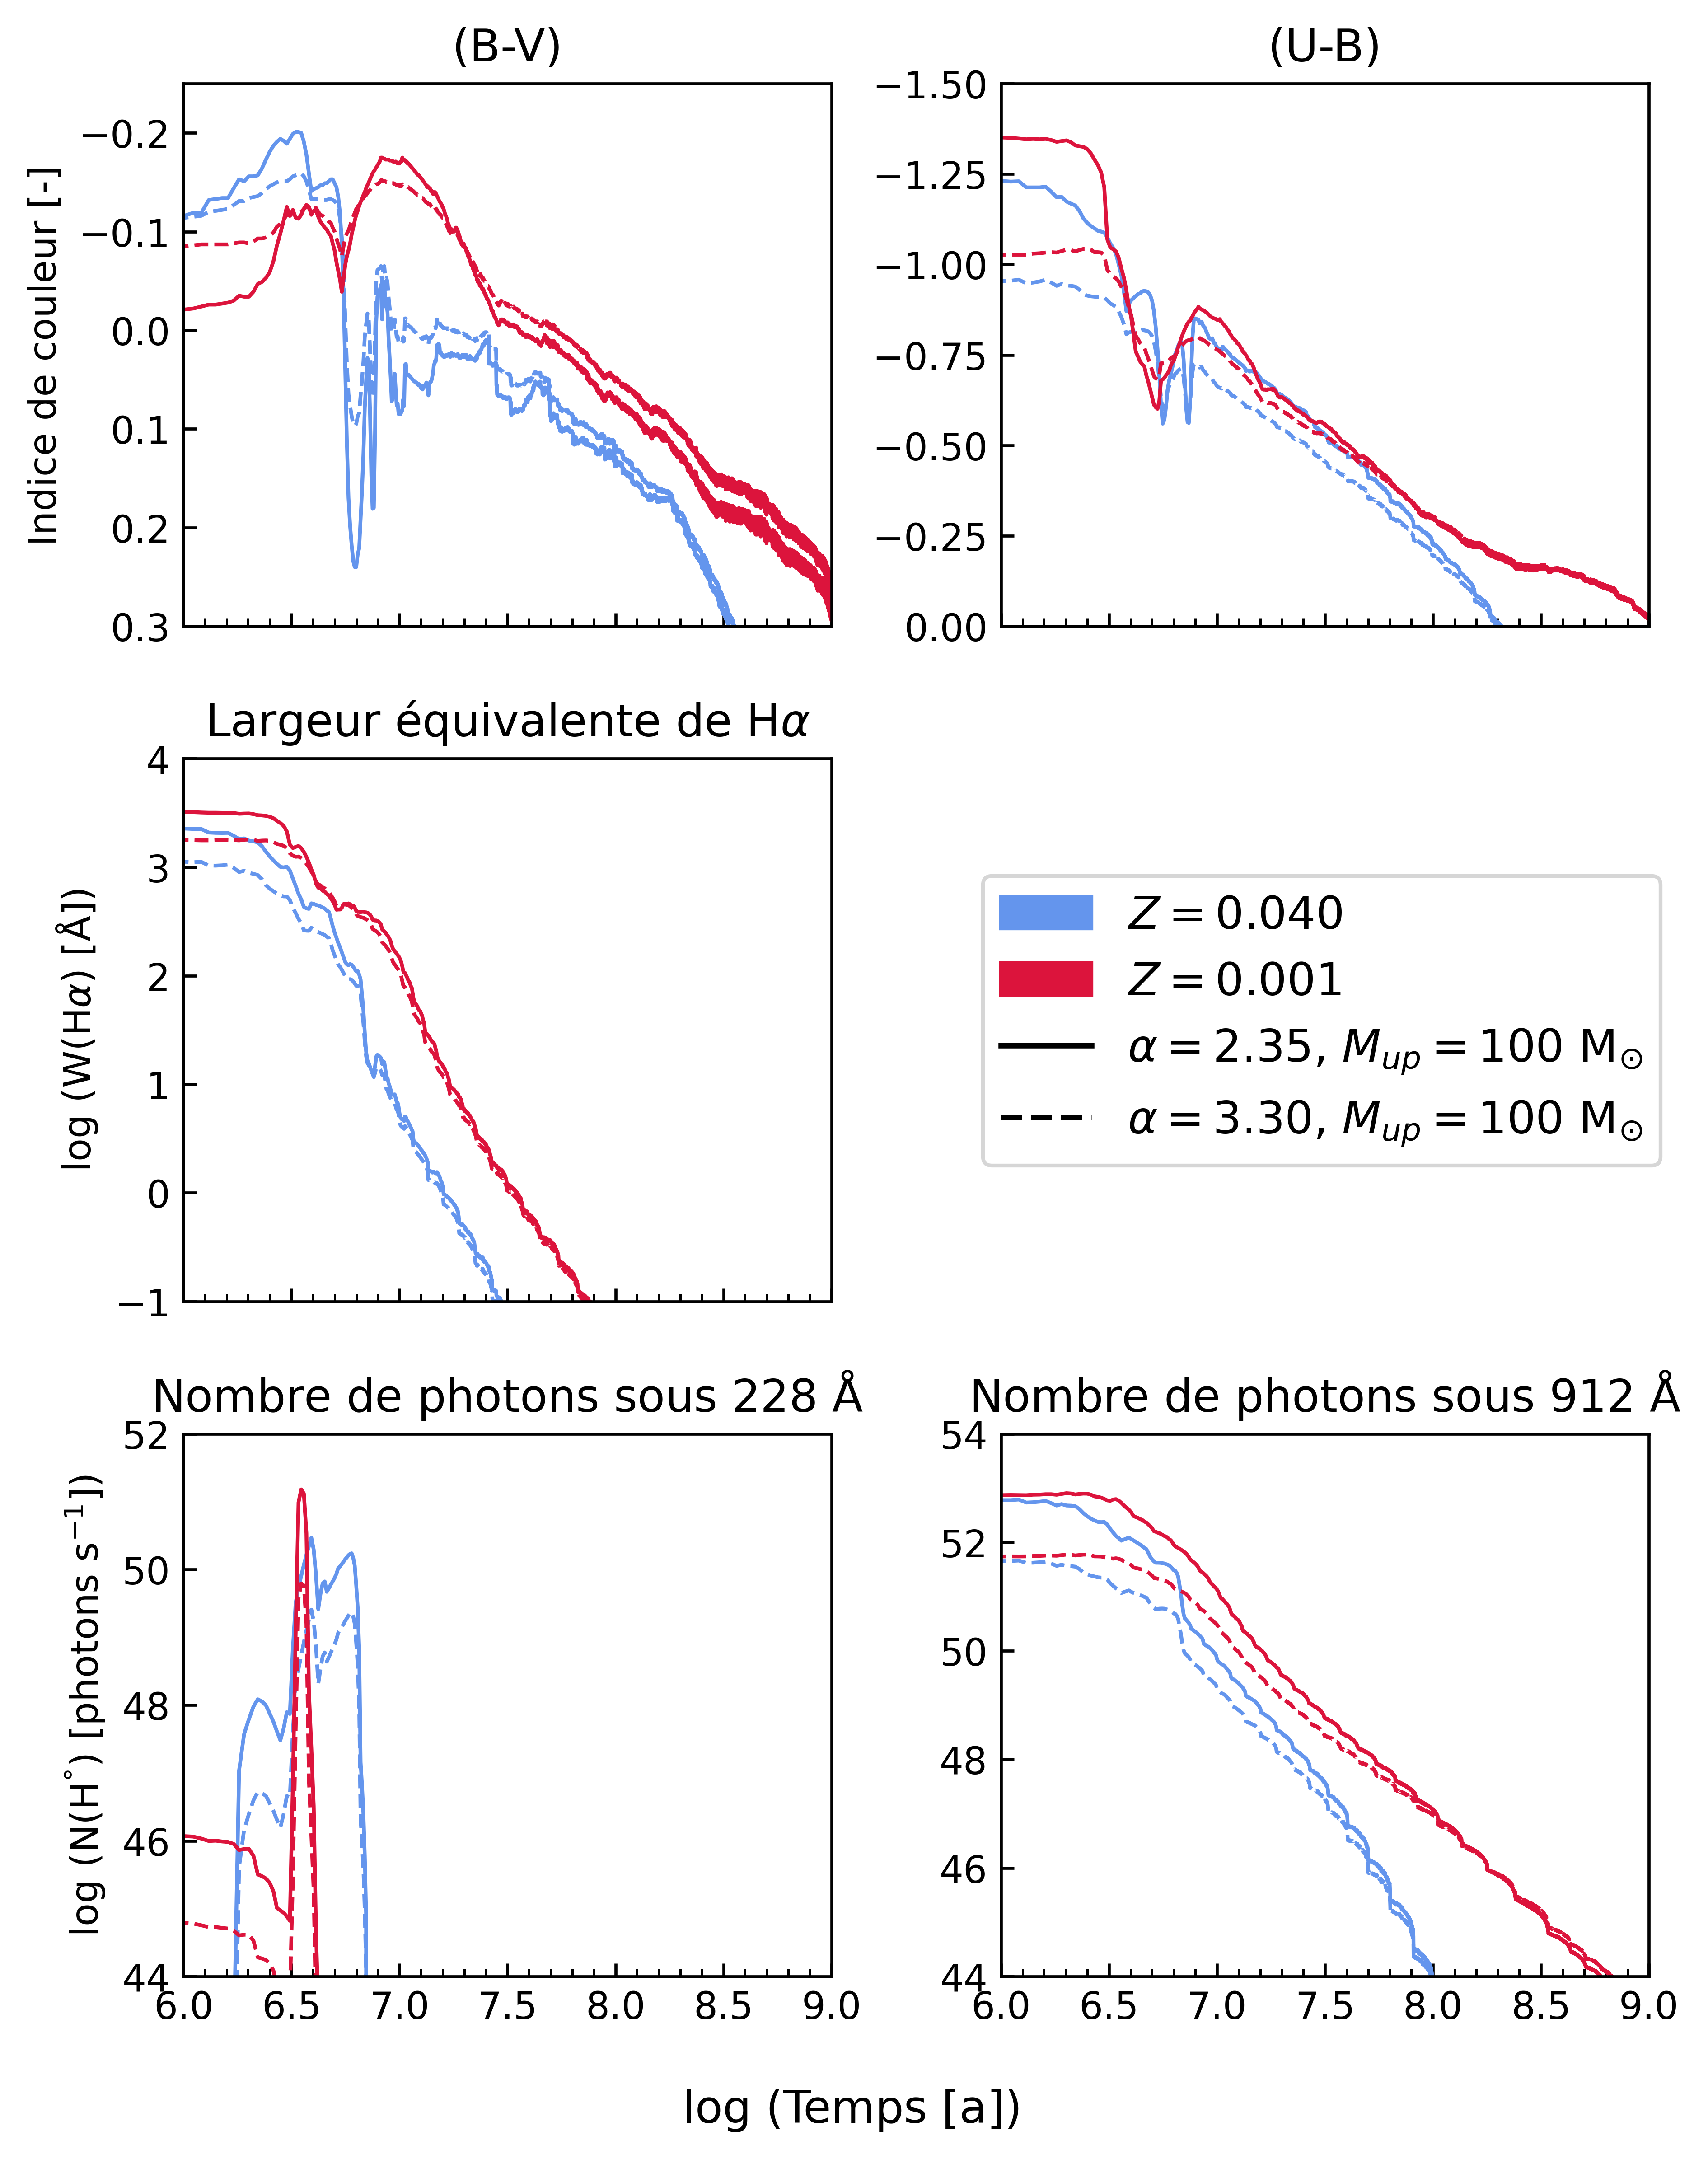 (B-V)
(U-B)
Indice de couleur [-]
−0.2
−0.1
0.0
0.1
0.2
0.3
−1.50
−1.25
−1.00
−0.75
−0.50
−0.25
0.00
Largeur équivalente de Hα
log (W(Hα) [Å])
4
3
2
1
0
−1
Z = 0.040
Z = 0.001
α = 2.35, M_up = 100 M⊙
α = 3.30, M_up = 100 M⊙
Nombre de photons sous 228 Å
Nombre de photons sous 912 Å
log (N(H°) [photons s⁻¹])
52
50
48
46
44
54
52
50
48
46
44
6.0 6.5 7.0 7.5 8.0 8.5 9.0
6.0 6.5 7.0 7.5 8.0 8.5 9.0
log (Temps [a])